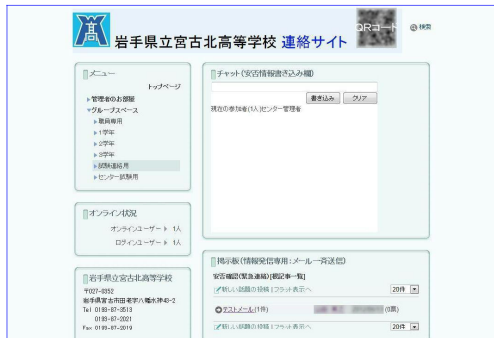 髙
岩手県立宮古北高等学校 連絡サイト
QRコード
検索
メニュー
トップページ
管理者のお部屋
グループスペース
職員専用
1学年
2学年
3学年
試験連絡用
センター試験用
チャット(安否情報書き込み欄)
書き込み クリア
現在の参加者(1人)センター管理者
オンライン状況
オンラインユーザー 1人
ログインユーザー 1人
岩手県立宮古北高等学校
〒027-0352
岩手県宮古市田老字八幡水神43-2
Tel 0193-87-3513
0193-87-2021
Fax 0193-87-2019
掲示板(情報発信専用:メール一斉送信)
安否確認(緊急連絡)[根記事一覧]
新しい話題の投稿 | フラット表示へ 20件
テストメール(1件) (0票)
新しい話題の投稿 | フラット表示へ 20件